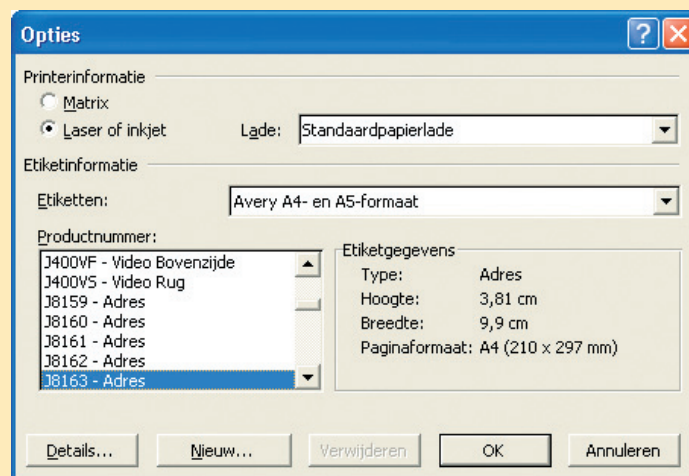 Opties
Printerinformatie
Matrix
Laser of inkjet Lade: Standaardpapierlade
Etiketinformatie
Etiketten: Avery A4- en A5-formaat
Productnummer:
J400VF - Video Bovenzijde
J400VS - Video Rug
J8159 - Adres
J8160 - Adres
J8161 - Adres
J8162 - Adres
J8163 - Adres
Etiketgegevens
Type: Adres
Hoogte: 3,81 cm
Breedte: 9,9 cm
Paginaformaat: A4 (210 x 297 mm)
Details... Nieuw... Verwijderen OK Annuleren